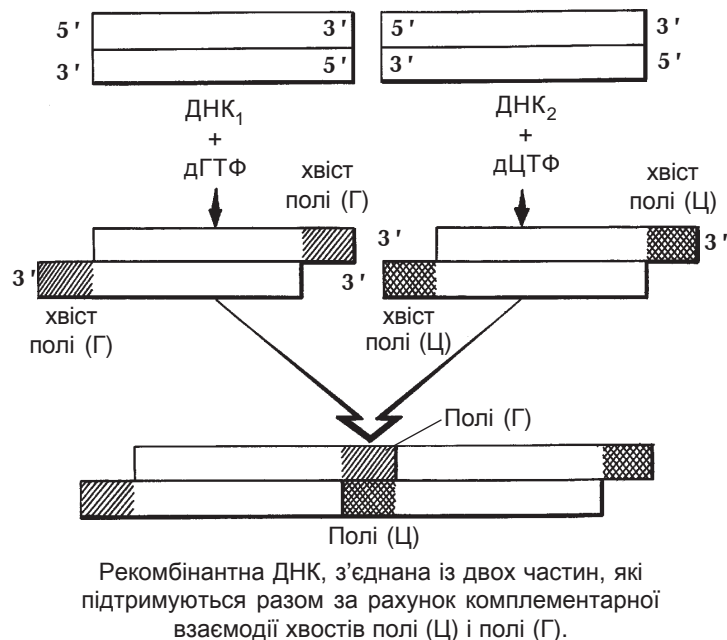 5 ′ 3 ′ 5 ′ 3 ′
3 ′ 5 ′ 3 ′ 5 ′
ДНК₁ ДНК₂
+ +
дГТФ дЦТФ
хвіст
полі (Г)
хвіст
полі (Ц)
3 ′ 3 ′
3 ′ 3 ′
хвіст
полі (Г)
хвіст
полі (Ц)
Полі (Г)
Полі (Ц)
Рекомбінантна ДНК, з’єднана із двох частин, які
підтримуються разом за рахунок комплементарної
взаємодії хвостів полі (Ц) і полі (Г).